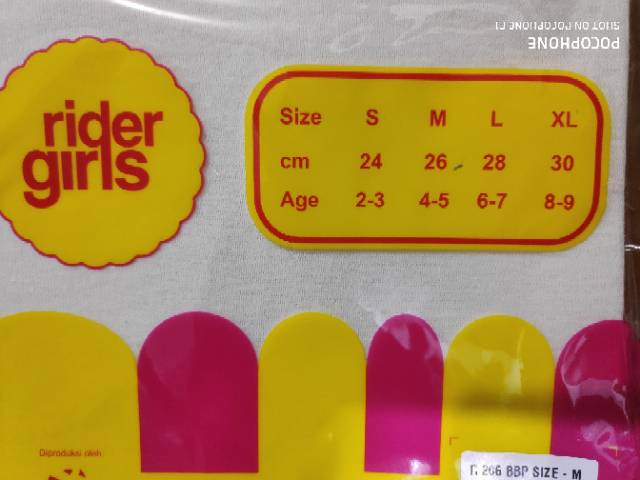 SHOT ON POCOPHONE F1
POCOPHONE
rider
girls
Size S M L XL
cm 24 26 28 30
Age 2-3 4-5 6-7 8-9
Diproduksi oleh
206 BBP SIZE - M